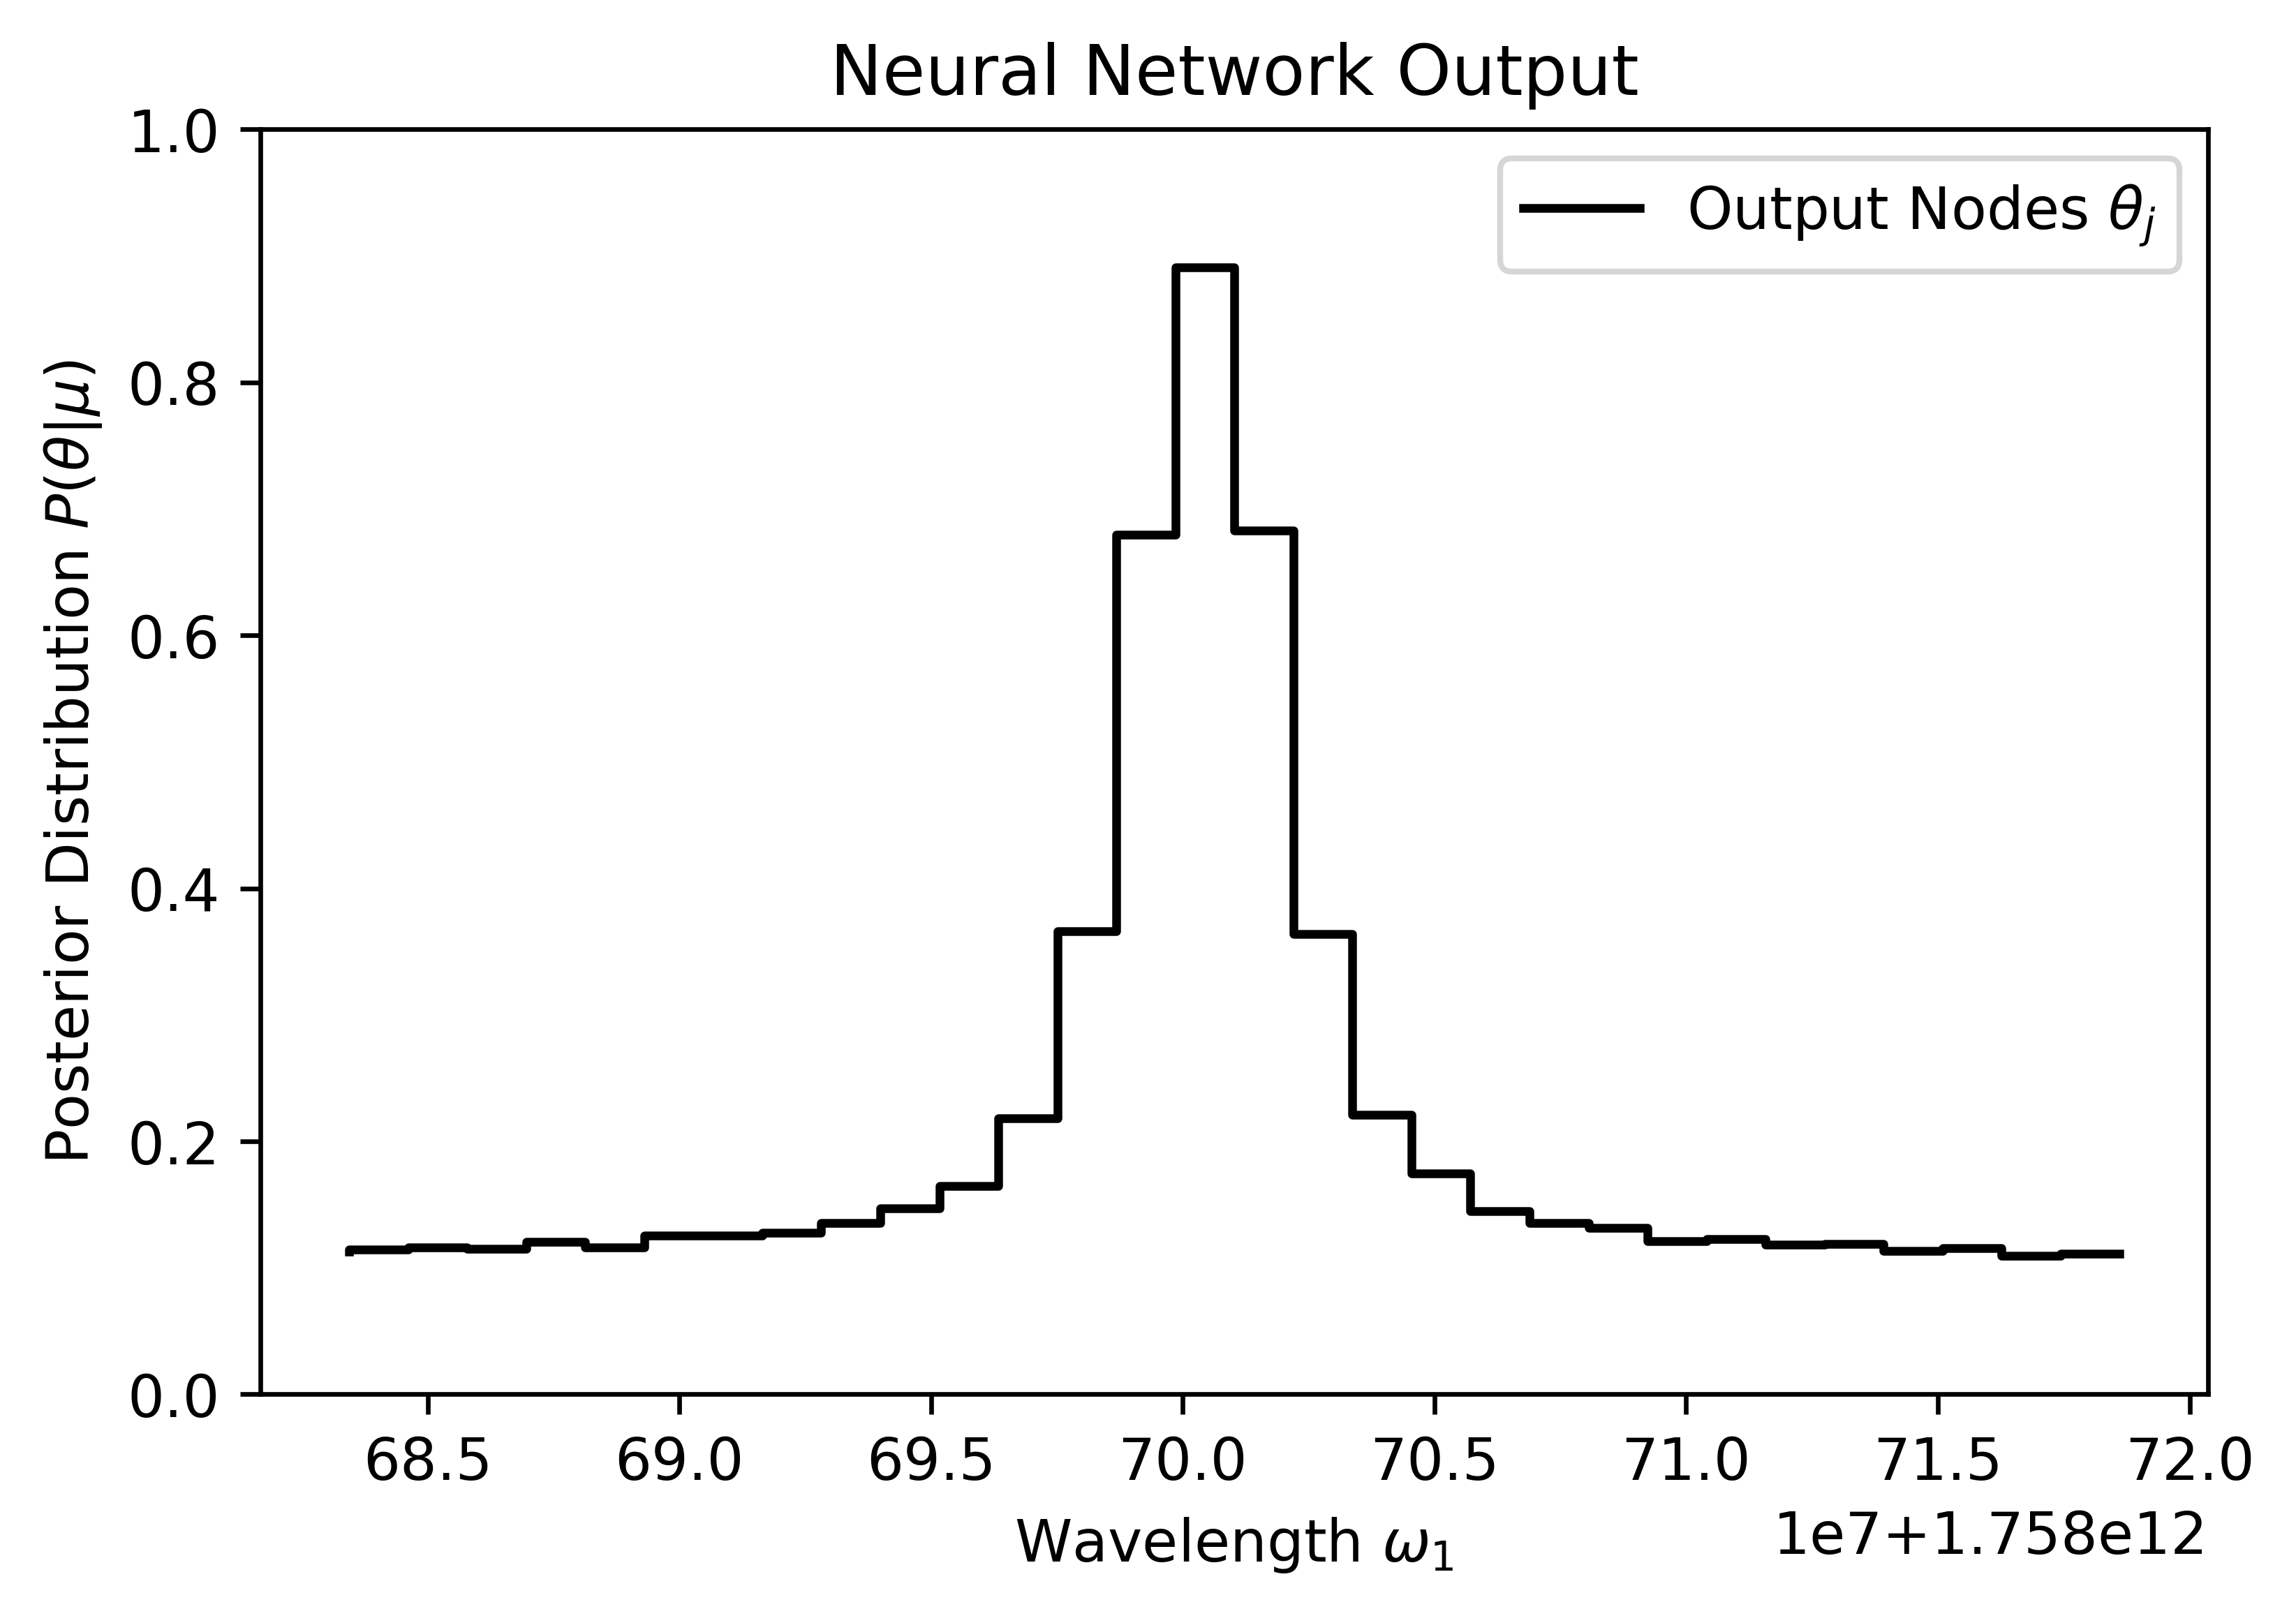 Neural Network Output
1.0
0.8
0.6
0.4
0.2
0.0
Posterior Distribution P(θ|μ)
Output Nodes θ_j
68.5 69.0 69.5 70.0 70.5 71.0 71.5 72.0
1e7+1.758e12
Wavelength ω₁